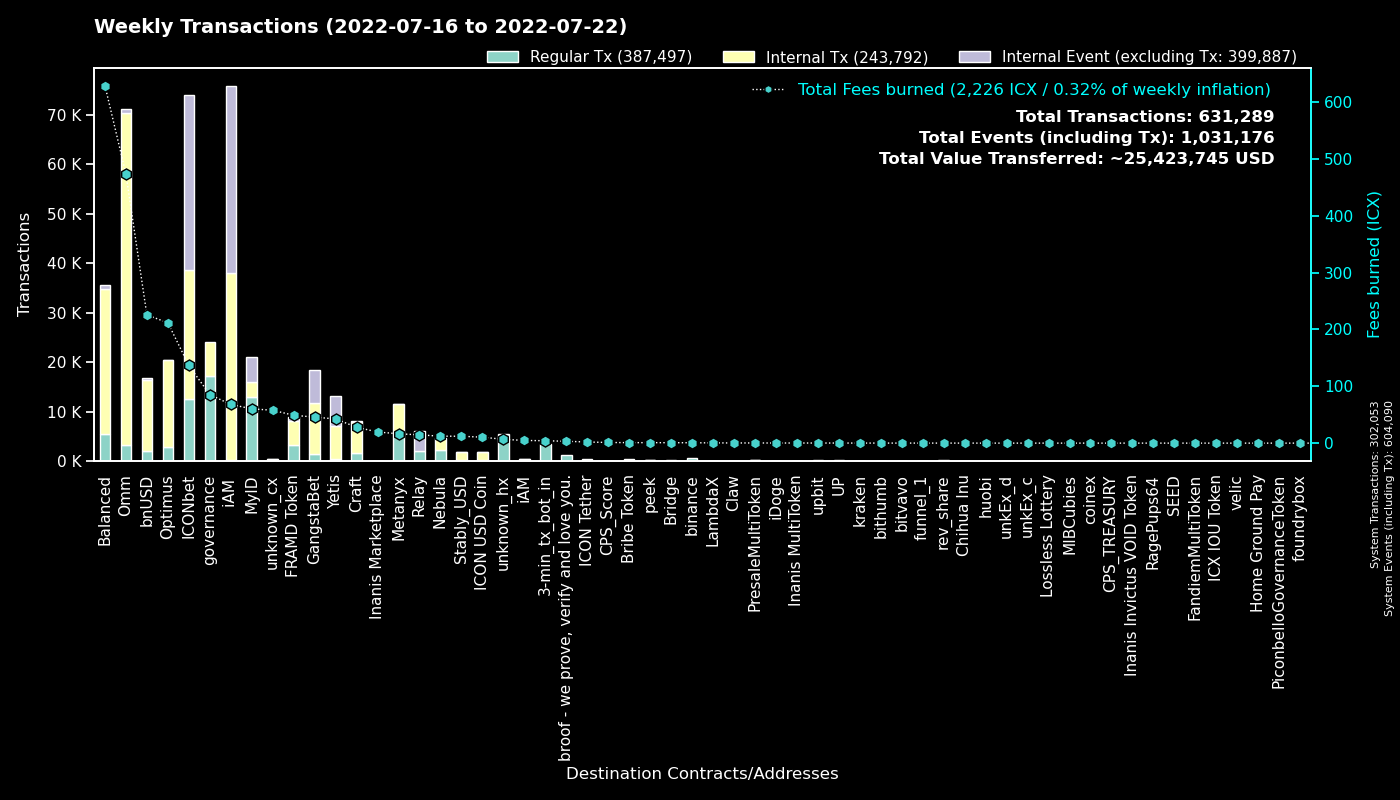 Weekly Transactions (2022-07-16 to 2022-07-22)
Regular Tx (387,497)
Internal Tx (243,792)
Internal Event (excluding Tx: 399,887)
Total Fees burned (2,226 ICX / 0.32% of weekly inflation)
Total Transactions: 631,289
Total Events (including Tx): 1,031,176
Total Value Transferred: ~25,423,745 USD
Transactions
70 K
60 K
50 K
40 K
30 K
20 K
10 K
0 K
600
500
400
300
200
100
0
Fees burned (ICX)
System Transactions: 302,053
System Events (including Tx): 604,090
Balanced
Omm
bnUSD
Optimus
ICONbet
governance
iAM
MyID
unknown_cx
FRAMD Token
GangstaBet
Yetis
Craft
Inanis Marketplace
Metanyx
Relay
Nebula
Stably_USD
ICON USD Coin
unknown_hx
iAM
3-min_tx_bot_in
broof - we prove, verify and love you.
ICON Tether
CPS_Score
Bribe Token
peek
Bridge
binance
LambdaX
Claw
PresaleMultiToken
iDoge
Inanis MultiToken
upbit
UP
kraken
bithumb
bitvavo
funnel_1
rev_share
Chihua Inu
huobi
unkEx_d
unkEx_c
Lossless Lottery
MIBCubies
coinex
CPS_TREASURY
Inanis Invictus VOID Token
RagePups64
SEED
FandiemMultiToken
ICX IOU Token
velic
Home Ground Pay
PiconbelloGovernanceToken
foundrybox
Destination Contracts/Addresses